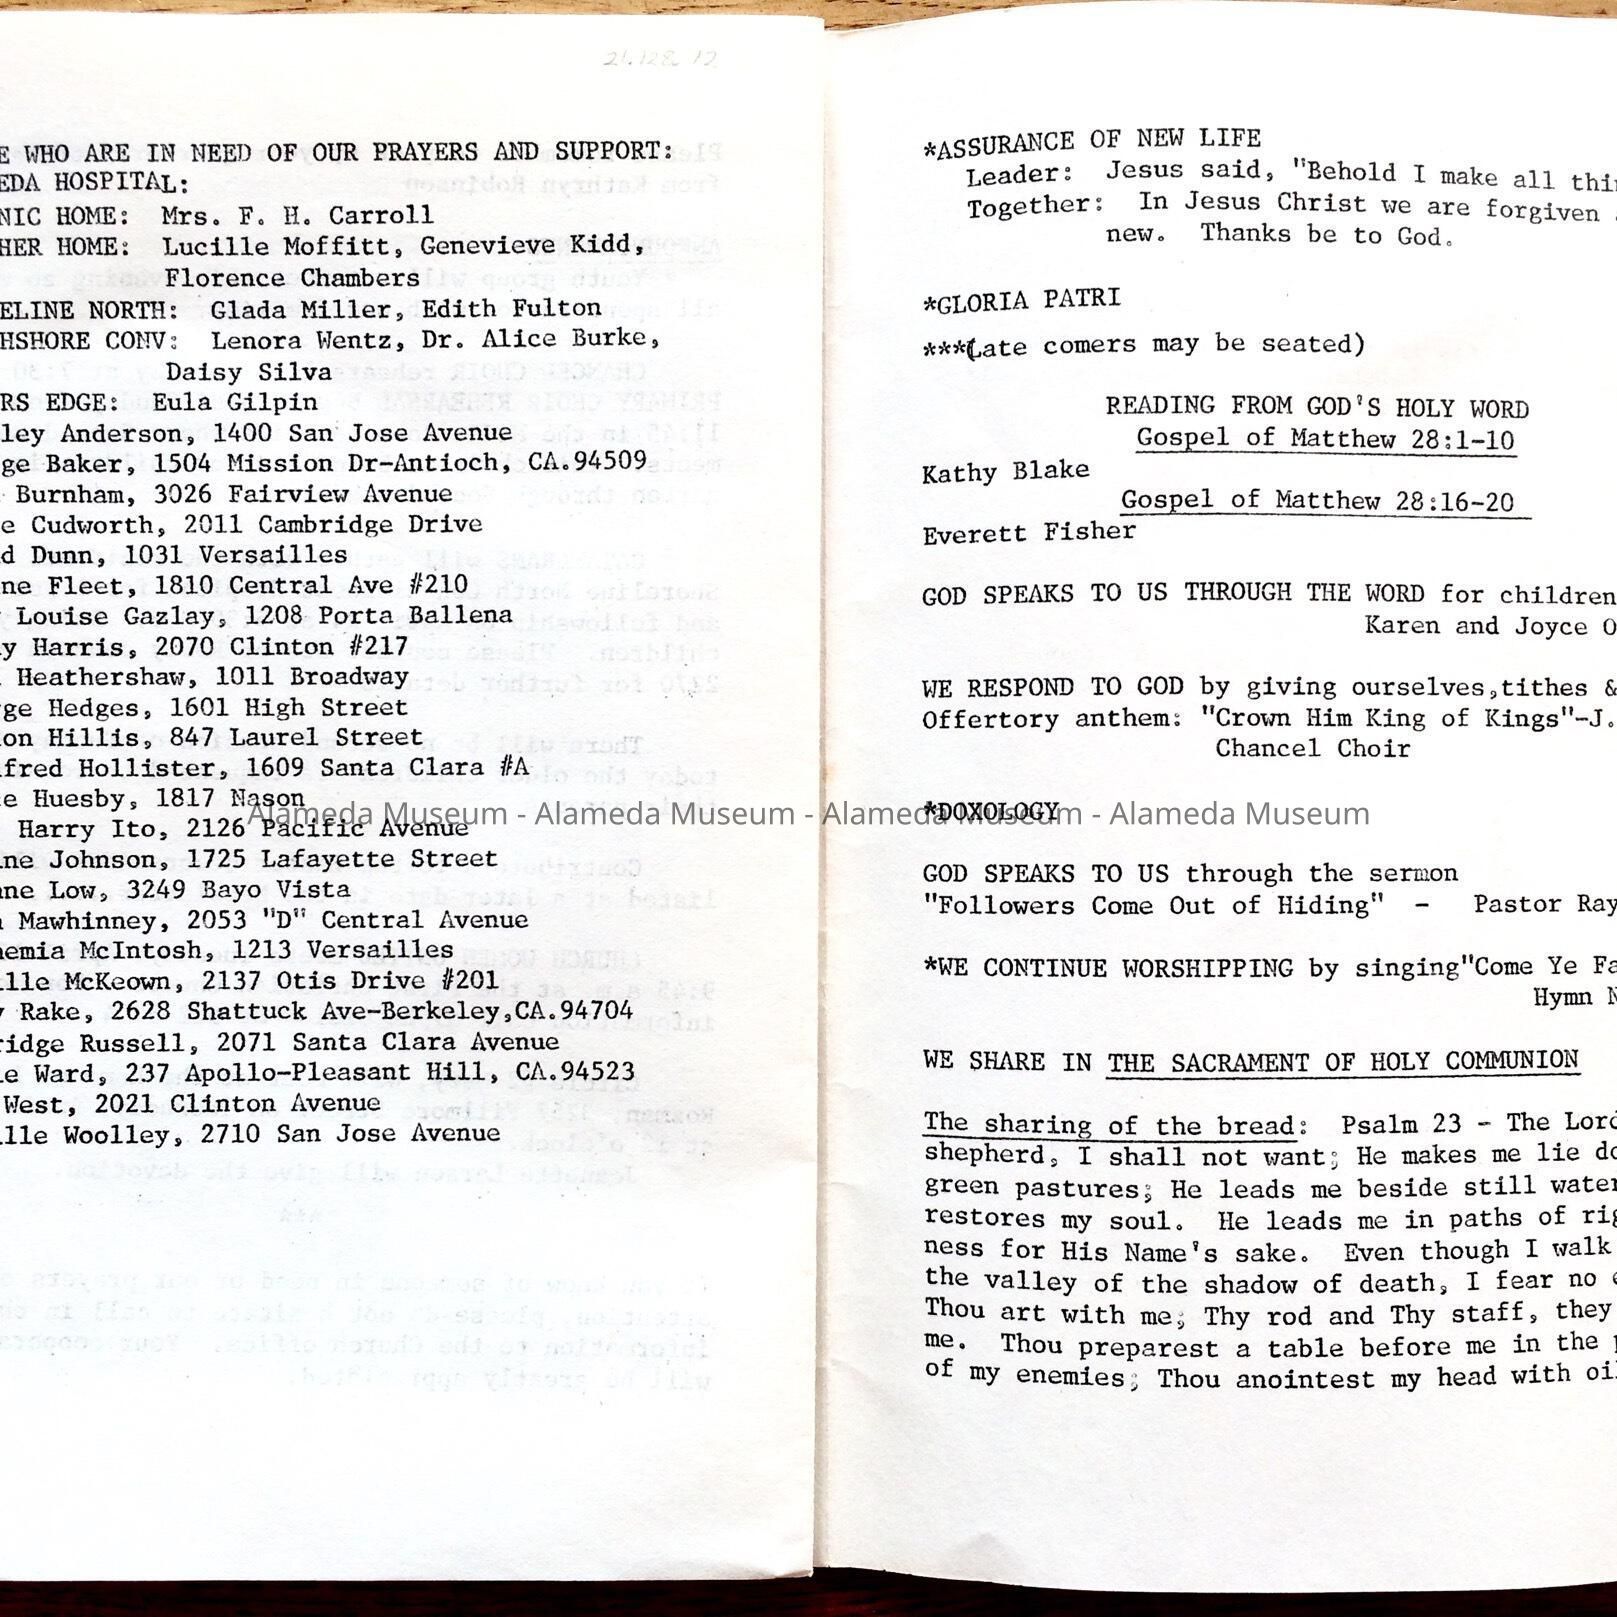 21.128.12
E WHO ARE IN NEED OF OUR PRAYERS AND SUPPORT:
EDA HOSPITAL:
NIC HOME: Mrs. F. H. Carroll
HER HOME: Lucille Moffitt, Genevieve Kidd,
Florence Chambers
ELINE NORTH: Glada Miller, Edith Fulton
HSHORE CONV: Lenora Wentz, Dr. Alice Burke,
Daisy Silva
RS EDGE: Eula Gilpin
ley Anderson, 1400 San Jose Avenue
ge Baker, 1504 Mission Dr-Antioch, CA.94509
Burnham, 3026 Fairview Avenue
e Cudworth, 2011 Cambridge Drive
d Dunn, 1031 Versailles
ne Fleet, 1810 Central Ave #210
Louise Gazlay, 1208 Porta Ballena
y Harris, 2070 Clinton #217
Heathershaw, 1011 Broadway
rge Hedges, 1601 High Street
on Hillis, 847 Laurel Street
ifred Hollister, 1609 Santa Clara #A
e Huesby, 1817 Nason
Harry Ito, 2126 Pacific Avenue
ine Johnson, 1725 Lafayette Street
nne Low, 3249 Bayo Vista
Mawhinney, 2053 "D" Central Avenue
hemia McIntosh, 1213 Versailles
ille McKeown, 2137 Otis Drive #201
y Rake, 2628 Shattuck Ave-Berkeley,CA.94704
ridge Russell, 2071 Santa Clara Avenue
le Ward, 237 Apollo-Pleasant Hill, CA.94523
West, 2021 Clinton Avenue
ille Woolley, 2710 San Jose Avenue
Alameda Museum - Alameda Museum - Alameda Museum - Alameda Museum
*ASSURANCE OF NEW LIFE
Leader: Jesus said, "Behold I make all thin
Together: In Jesus Christ we are forgiven
new. Thanks be to God.
*GLORIA PATRI
***(Late comers may be seated)
READING FROM GOD'S HOLY WORD
Gospel of Matthew 28:1-10
Kathy Blake
Gospel of Matthew 28:16-20
Everett Fisher
GOD SPEAKS TO US THROUGH THE WORD for children
Karen and Joyce O
WE RESPOND TO GOD by giving ourselves,tithes &
Offertory anthem: "Crown Him King of Kings"-J.
Chancel Choir
*DOXOLOGY
GOD SPEAKS TO US through the sermon
"Followers Come Out of Hiding" - Pastor Ray
*WE CONTINUE WORSHIPPING by singing"Come Ye Fa
Hymn N
WE SHARE IN THE SACRAMENT OF HOLY COMMUNION
The sharing of the bread: Psalm 23 - The Lord
shepherd, I shall not want; He makes me lie do
green pastures; He leads me beside still water
restores my soul. He leads me in paths of rig
ness for His Name's sake. Even though I walk
the valley of the shadow of death, I fear no e
Thou art with me; Thy rod and Thy staff, they
me. Thou preparest a table before me in the p
of my enemies; Thou anointest my head with oil